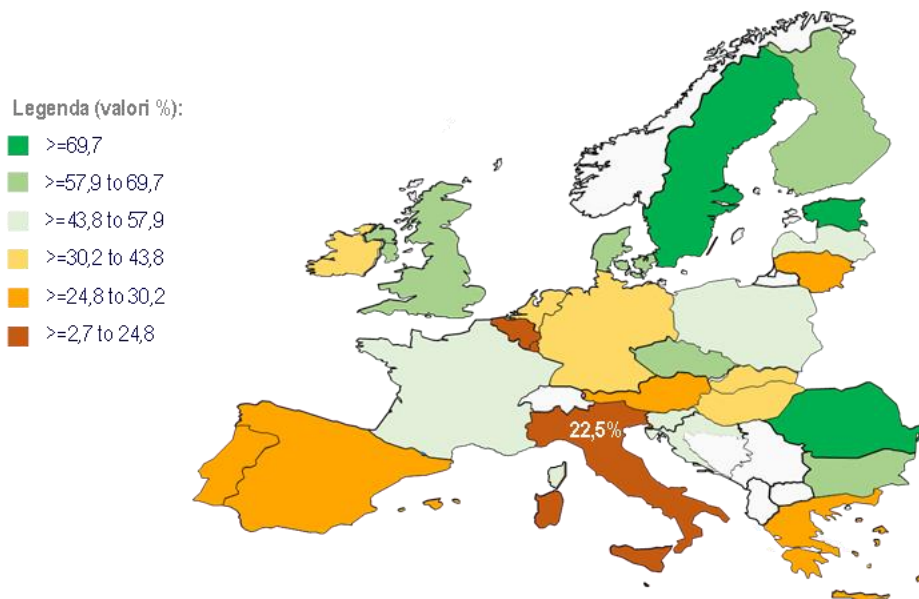 Legenda (valori %):
>=69,7
>=57,9 to 69,7
>=43,8 to 57,9
>=30,2 to 43,8
>=24,8 to 30,2
>=2,7 to 24,8
22,5%